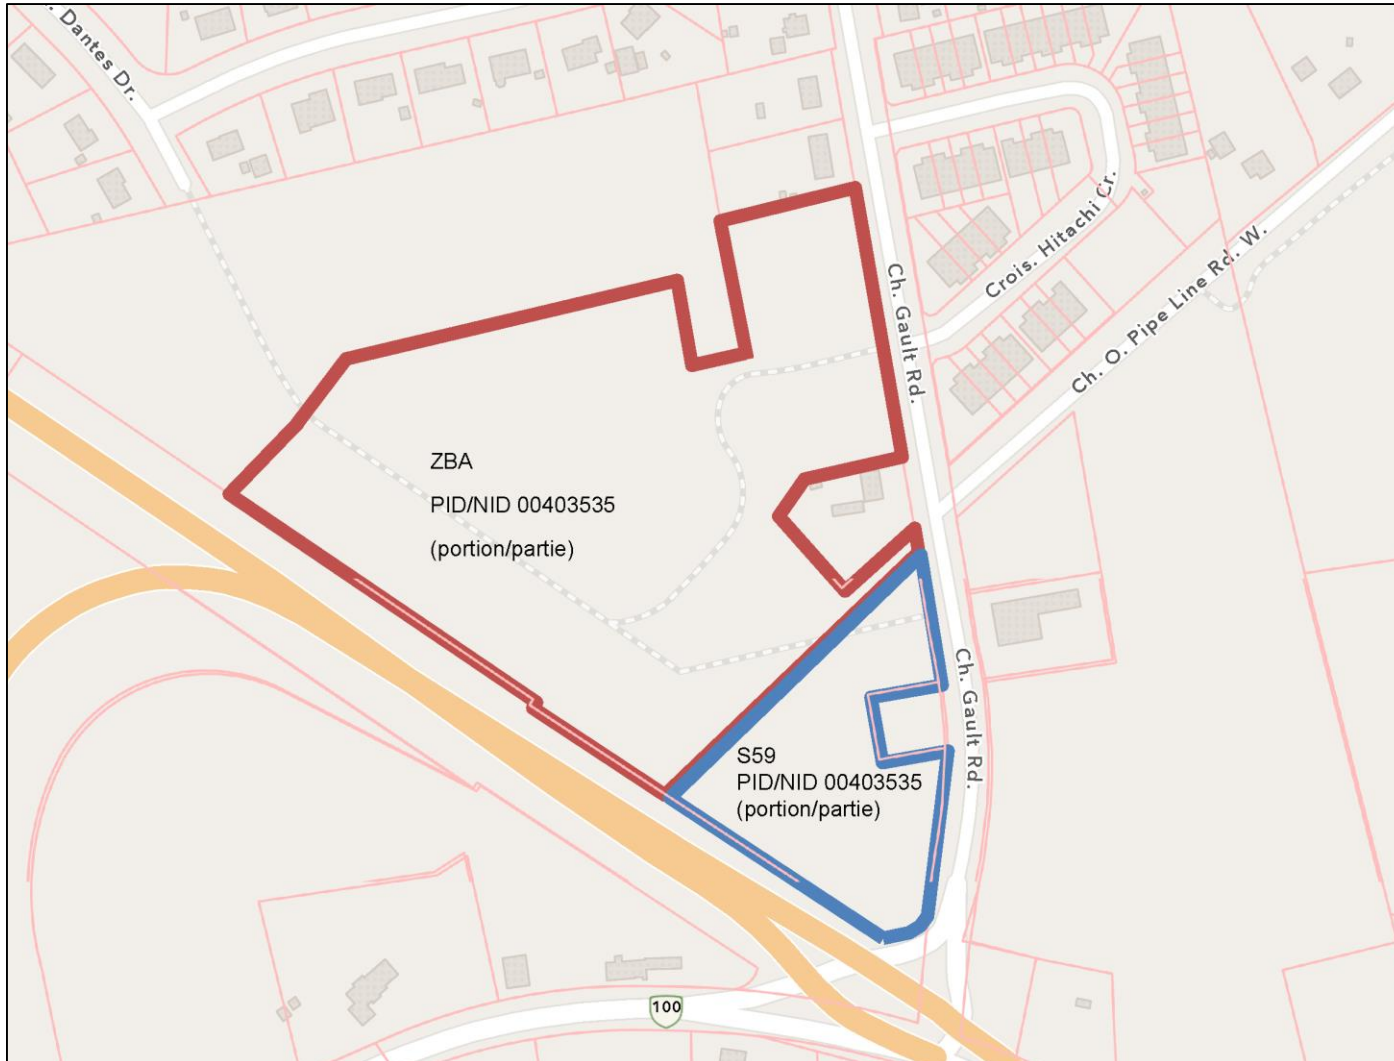 . Dantes Dr.
Ch. Gault Rd.
Crois. Hitachi Cr.
Ch. O. Pipe Line Rd. W.
ZBA
PID/NID 00403535
(portion/partie)
Ch. Gault Rd.
S59
PID/NID 00403535
(portion/partie)
100